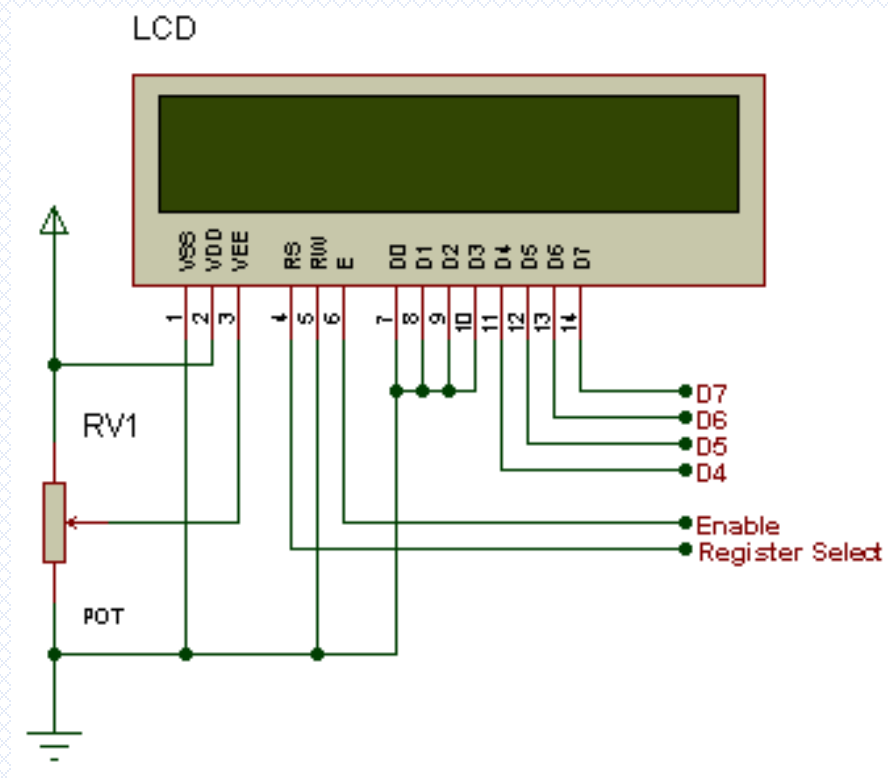 LCD
VSS VDD VEE RS RW E D0 D1 D2 D3 D4 D5 D6 D7
1 2 3 4 5 6 7 8 9 10 11 12 13 14
D7
RV1
D6
D5
D4
Enable
Register Select
POT